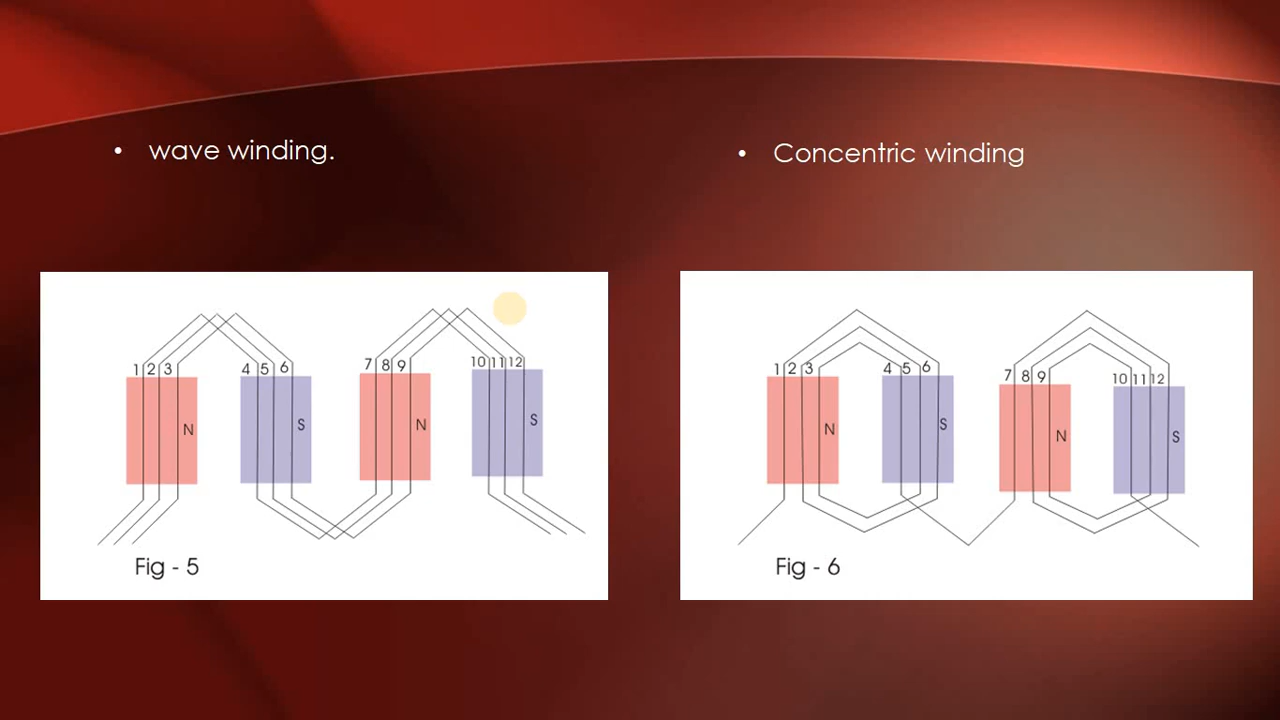 • wave winding.
• Concentric winding
1 2 3 4 5 6 7 8 9 10 11 12
N S N S
Fig - 5
1 2 3 4 5 6 7 8 9 10 11 12
N S N S
Fig - 6